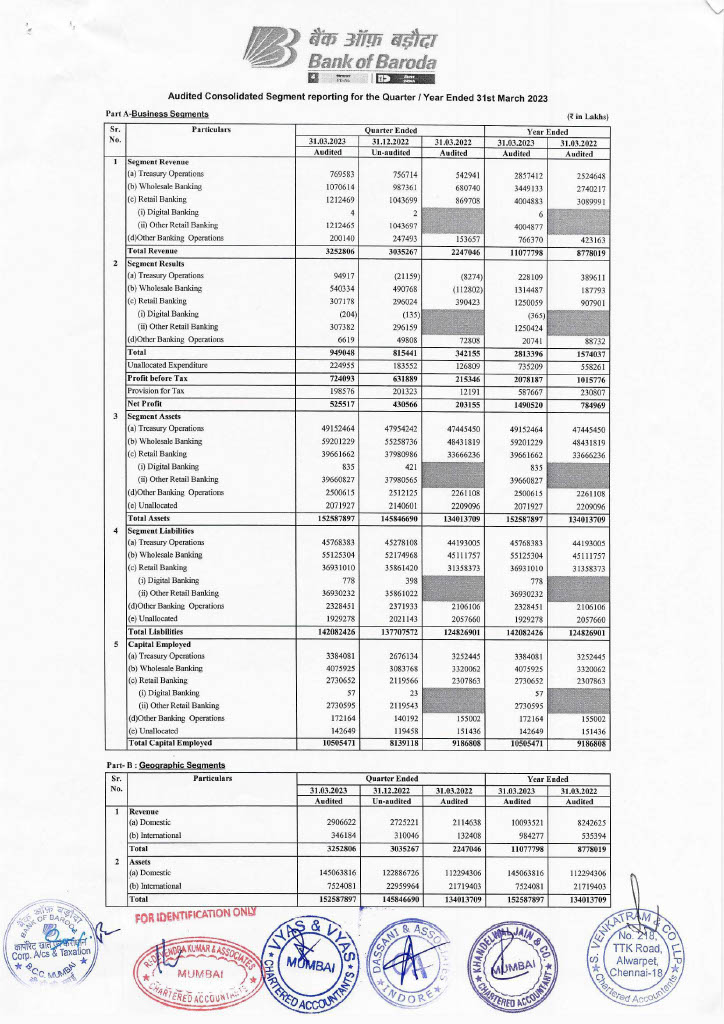 बैंक ऑफ़ बड़ौदा
Bank of Baroda
Audited Consolidated Segment reporting for the Quarter / Year Ended 31st March 2023
Part A-Business Segments (₹ in Lakhs)
Sr. No. Particulars Quarter Ended Year Ended
31.03.2023 31.12.2022 31.03.2022 31.03.2023 31.03.2022
Audited Un-audited Audited Audited Audited
1 Segment Revenue
(a) Treasury Operations 769583 756714 542941 2857412 2524648
(b) Wholesale Banking 1070614 987361 680740 3449133 2740217
(c) Retail Banking 1212469 1043699 869708 4004883 3089991
(i) Digital Banking 4 2 6
(ii) Other Retail Banking 1212465 1043697 4004877
(d)Other Banking Operations 200140 247493 153657 766370 423163
Total Revenue 3252806 3035267 2247046 11077798 8778019
2 Segment Results
(a) Treasury Operations 94917 (21159) (8274) 228109 389611
(b) Wholesale Banking 540334 490768 (112802) 1314487 187793
(c) Retail Banking 307178 296024 390423 1250059 907901
(i) Digital Banking (204) (135) (365)
(ii) Other Retail Banking 307382 296159 1250424
(d)Other Banking Operations 6619 49808 72808 20741 88732
Total 949048 815441 342155 2813396 1574037
Unallocated Expenditure 224955 183552 126809 735209 558261
Profit before Tax 724093 631889 215346 2078187 1015776
Provision for Tax 198576 201323 12191 587667 230807
Net Profit 525517 430566 203155 1490520 784969
3 Segment Assets
(a) Treasury Operations 49152464 47954242 47445450 49152464 47445450
(b) Wholesale Banking 59201229 55258736 48431819 59201229 48431819
(c) Retail Banking 39661662 37980986 33666236 39661662 33666236
(i) Digital Banking 835 421 835
(ii) Other Retail Banking 39660827 37980565 39660827
(d)Other Banking Operations 2500615 2512125 2261108 2500615 2261108
(e) Unallocated 2071927 2140601 2209096 2071927 2209096
Total Assets 152587897 145846690 134013709 152587897 134013709
4 Segment Liabilities
(a) Treasury Operations 45768383 45278108 44193005 45768383 44193005
(b) Wholesale Banking 55125304 52174968 45111757 55125304 45111757
(c) Retail Banking 36931010 35861420 31358373 36931010 31358373
(i) Digital Banking 778 398 778
(ii) Other Retail Banking 36930232 35861022 36930232
(d)Other Banking Operations 2328451 2371933 2106106 2328451 2106106
(e) Unallocated 1929278 2021143 2057660 1929278 2057660
Total Liabilities 142082426 137707572 124826901 142082426 124826901
5 Capital Employed
(a) Treasury Operations 3384081 2676134 3252445 3384081 3252445
(b) Wholesale Banking 4075925 3083768 3320062 4075925 3320062
(c) Retail Banking 2730652 2119566 2307863 2730652 2307863
(i) Digital Banking 57 23 57
(ii) Other Retail Banking 2730595 2119543 2730595
(d)Other Banking Operations 172164 140192 155002 172164 155002
(e) Unallocated 142649 119458 151436 142649 151436
Total Capital Employed 10505471 8139118 9186808 10505471 9186808
Part- B : Geographic Segments
Sr. No. Particulars Quarter Ended Year Ended
31.03.2023 31.12.2022 31.03.2022 31.03.2023 31.03.2022
Audited Un-audited Audited Audited Audited
1 Revenue
(a) Domestic 2906622 2725221 2114638 10093521 8242625
(b) International 346184 310046 132408 984277 535394
Total 3252806 3035267 2247046 11077798 8778019
2 Assets
(a) Domestic 145063816 122886726 112294306 145063816 112294306
(b) International 7524081 22959964 21719403 7524081 21719403
Total 152587897 145846690 134013709 152587897 134013709
FOR IDENTIFICATION ONLY
बैंक ऑफ़ बड़ौदा
BANK OF BARODA
Corp. A/cs & Taxation
B.C.C. MUMBAI
KUMAR & ASSOCIATES
MUMBAI
CHARTERED ACCOUNTANTS
VYAS & VYAS
MUMBAI
CHARTERED ACCOUNTANTS
DASSANI & ASSOCIATES
INDORE
KHANDELWAL JAIN & CO.
MUMBAI
CHARTERED ACCOUNTANTS
S. VENKATRAM & CO LLP
No. 218,
TTK Road,
Alwarpet,
Chennai-18
Chartered Accountants